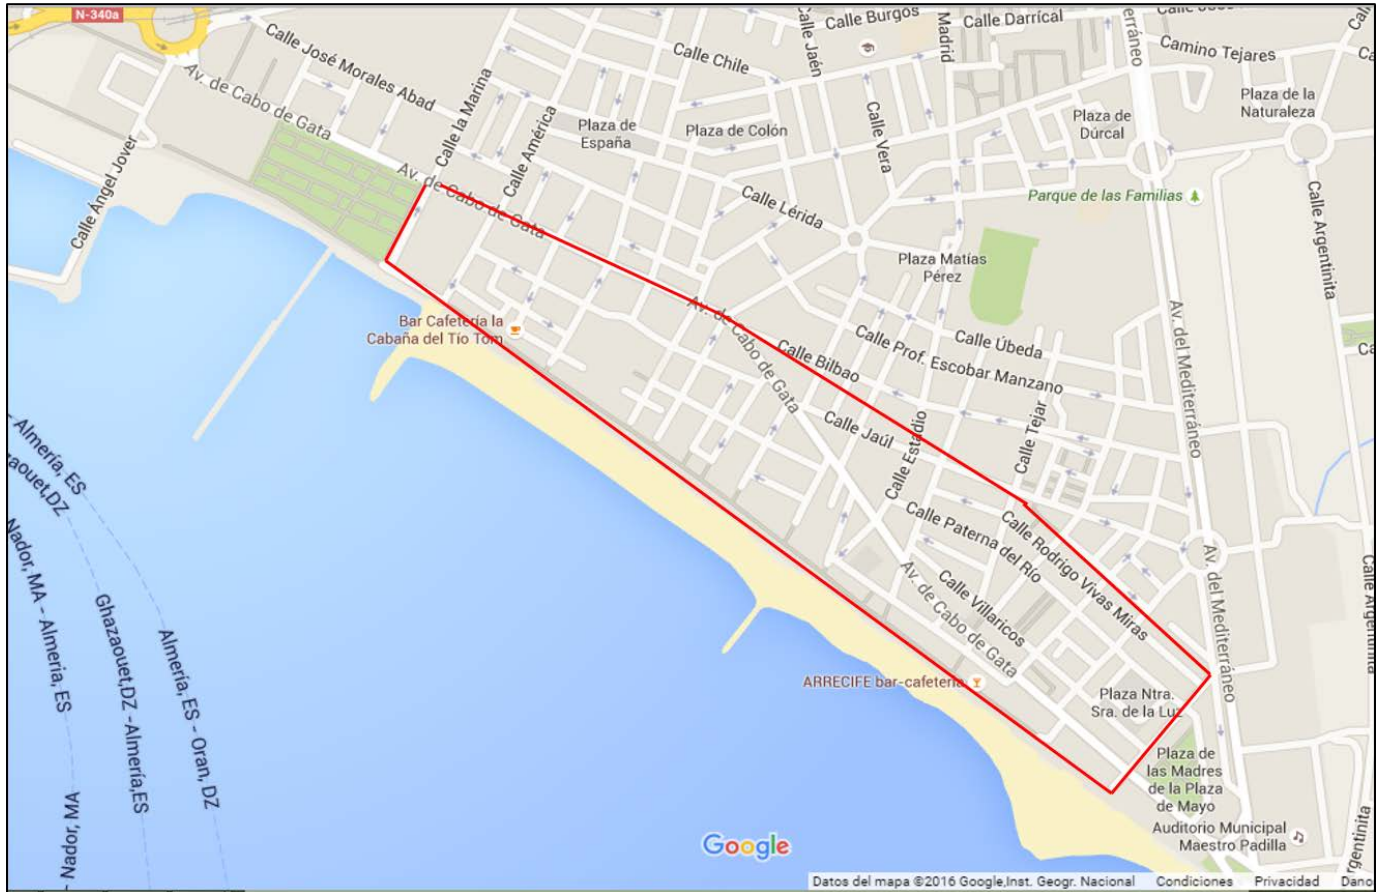 N-340a
Calle Burgos
Calle Darrícal
Madrid
Calle Jaén
Calle José Morales Abad
Calle Chile
Camino Tejares
Av. de Cabo de Gata
Calle la Marina
Calle América
Plaza de
España
Plaza de Colón
Calle Vera
Plaza de
Dúrcal
Plaza de la
Naturaleza
Calle Ángel Jover
Av. de Cabo de Gata
Calle Lérida
Parque de las Familias
Calle Argentinita
Plaza Matías
Pérez
Bar Cafetería la
Cabaña del Tío Tom
Av. de Cabo de Gata
Calle Bilbao
Calle Úbeda
Calle Prof. Escobar Manzano
Av. del Mediterráneo
Calle Jaúl
Calle Estadio
Calle Tejar
Almería, ES
Nador, MA - Almeria, ES
Ghazaouet,DZ -Almería,ES
Almería,ES - Oran, DZ
Calle Paterna del Río
Calle Rodrigo Vivas Miras
Calle Villaricos
Av. de Cabo de Gata
Av. del Mediterráneo
ARRECIFE bar-cafetería
Plaza Ntra.
Sra. de la Luz
Plaza de
las Madres
de la Plaza
de Mayo
Auditorio Municipal
Maestro Padilla
Nador, MA -
Google
Datos del mapa ©2016 Google,Inst. Geogr. Nacional Condiciones Privacidad